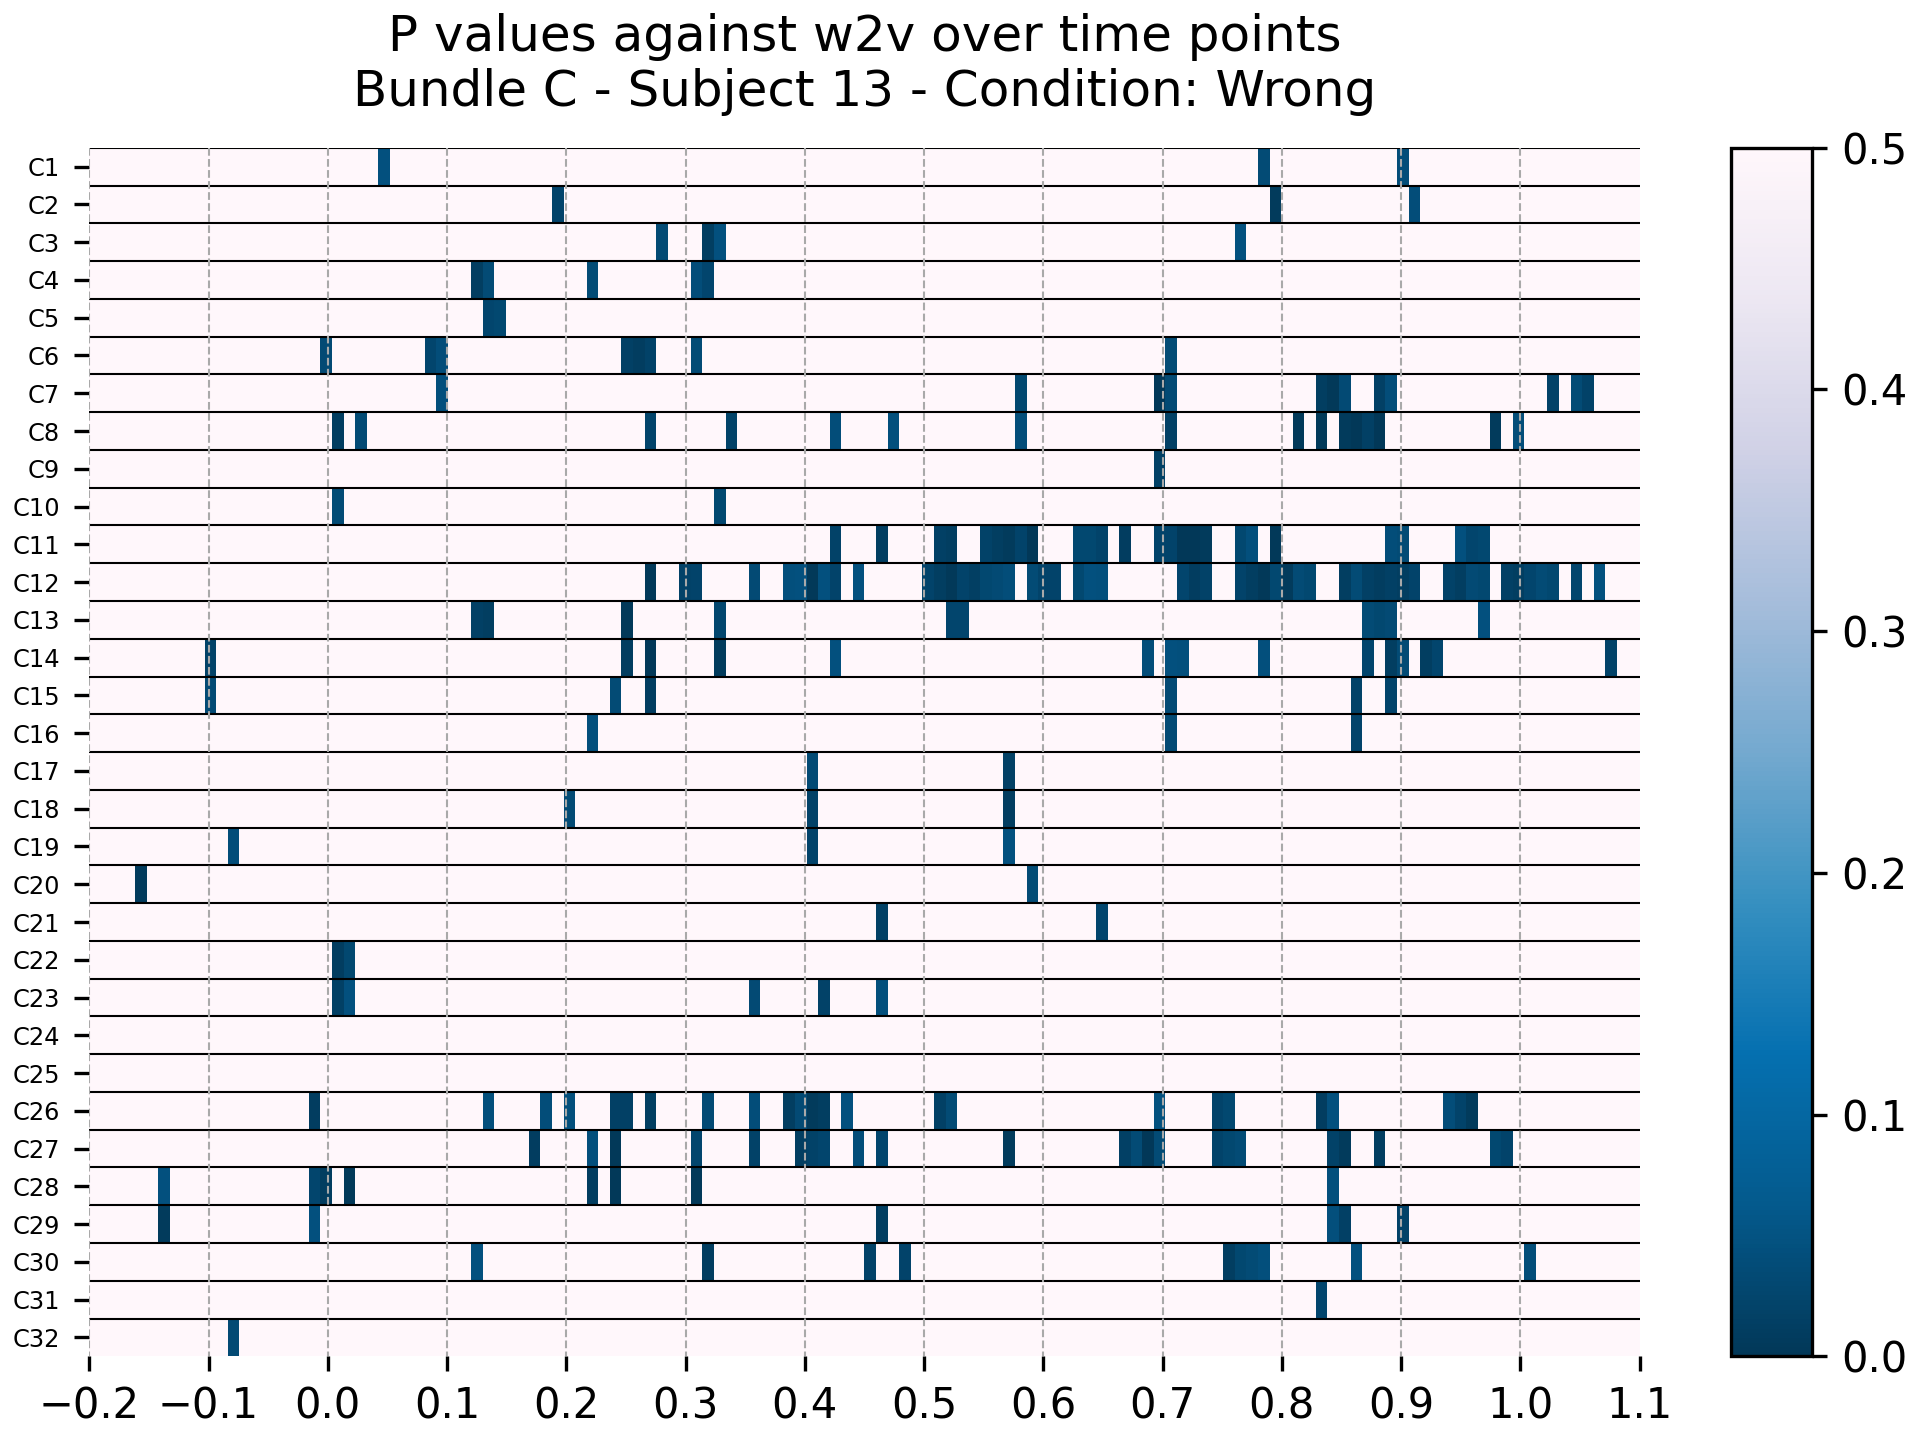 P values against w2v over time points
Bundle C - Subject 13 - Condition: Wrong
C1
C2
C3
C4
C5
C6
C7
C8
C9
C10
C11
C12
C13
C14
C15
C16
C17
C18
C19
C20
C21
C22
C23
C24
C25
C26
C27
C28
C29
C30
C31
C32
−0.2 −0.1 0.0 0.1 0.2 0.3 0.4 0.5 0.6 0.7 0.8 0.9 1.0 1.1
0.5
0.4
0.3
0.2
0.1
0.0